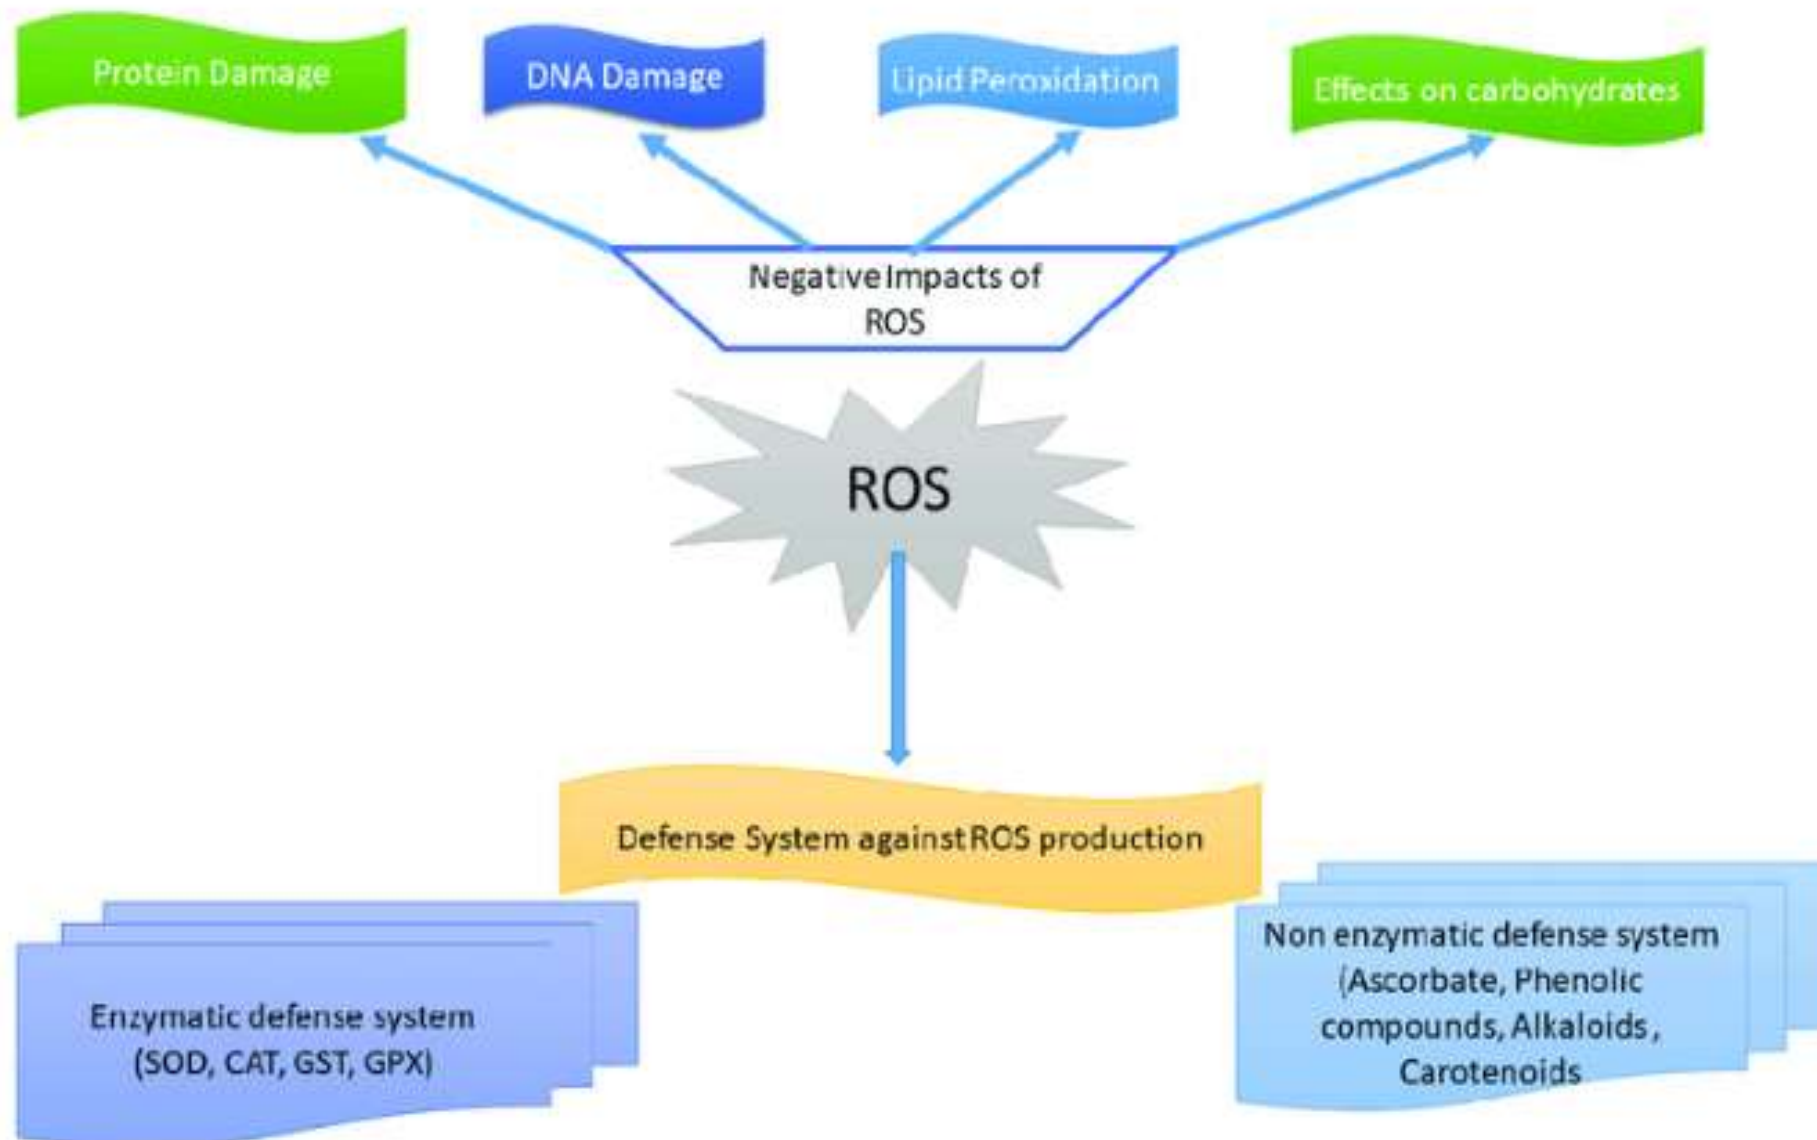 Protein Damage
DNA Damage
Lipid Peroxidation
Effects on carbohydrates
Negative Impacts of
ROS
ROS
Defense System against ROS production
Enzymatic defense system
(SOD, CAT, GST, GPX)
Non enzymatic defense system
(Ascorbate, Phenolic
compounds, Alkaloids,
Carotenoids